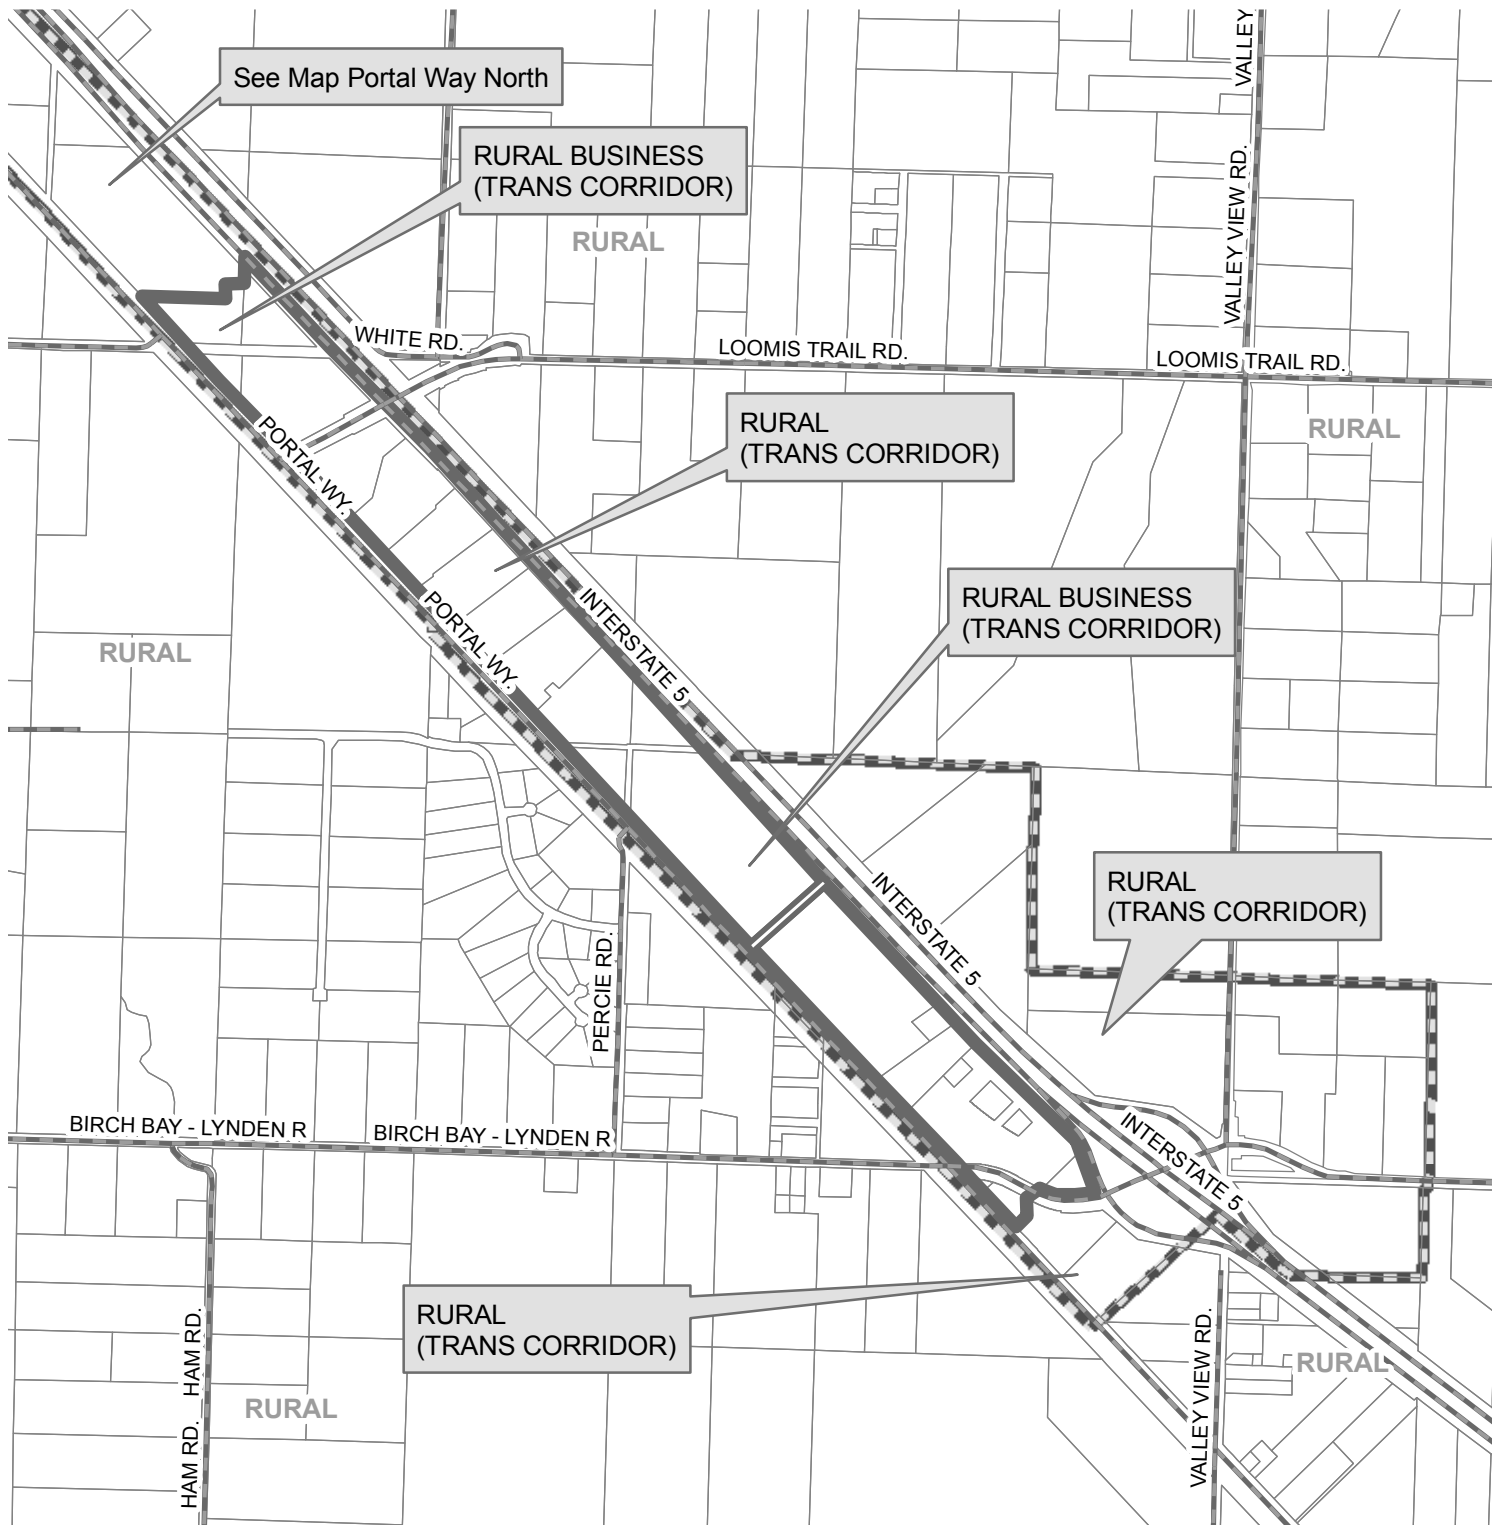 VALLEY
See Map Portal Way North
RURAL BUSINESS
(TRANS CORRIDOR)
VALLEY VIEW RD.
RURAL
WHITE RD.
LOOMIS TRAIL RD.
LOOMIS TRAIL RD.
RURAL
(TRANS CORRIDOR)
RURAL
PORTAL WY.
INTERSTATE 5
RURAL BUSINESS
(TRANS CORRIDOR)
PORTAL WY.
RURAL
RURAL
(TRANS CORRIDOR)
INTERSTATE 5
PERCIE RD.
BIRCH BAY - LYNDEN R
BIRCH BAY - LYNDEN R
INTERSTATE 5
RURAL
(TRANS CORRIDOR)
HAM RD.
VALLEY VIEW RD.
RURAL
RURAL
HAM RD.